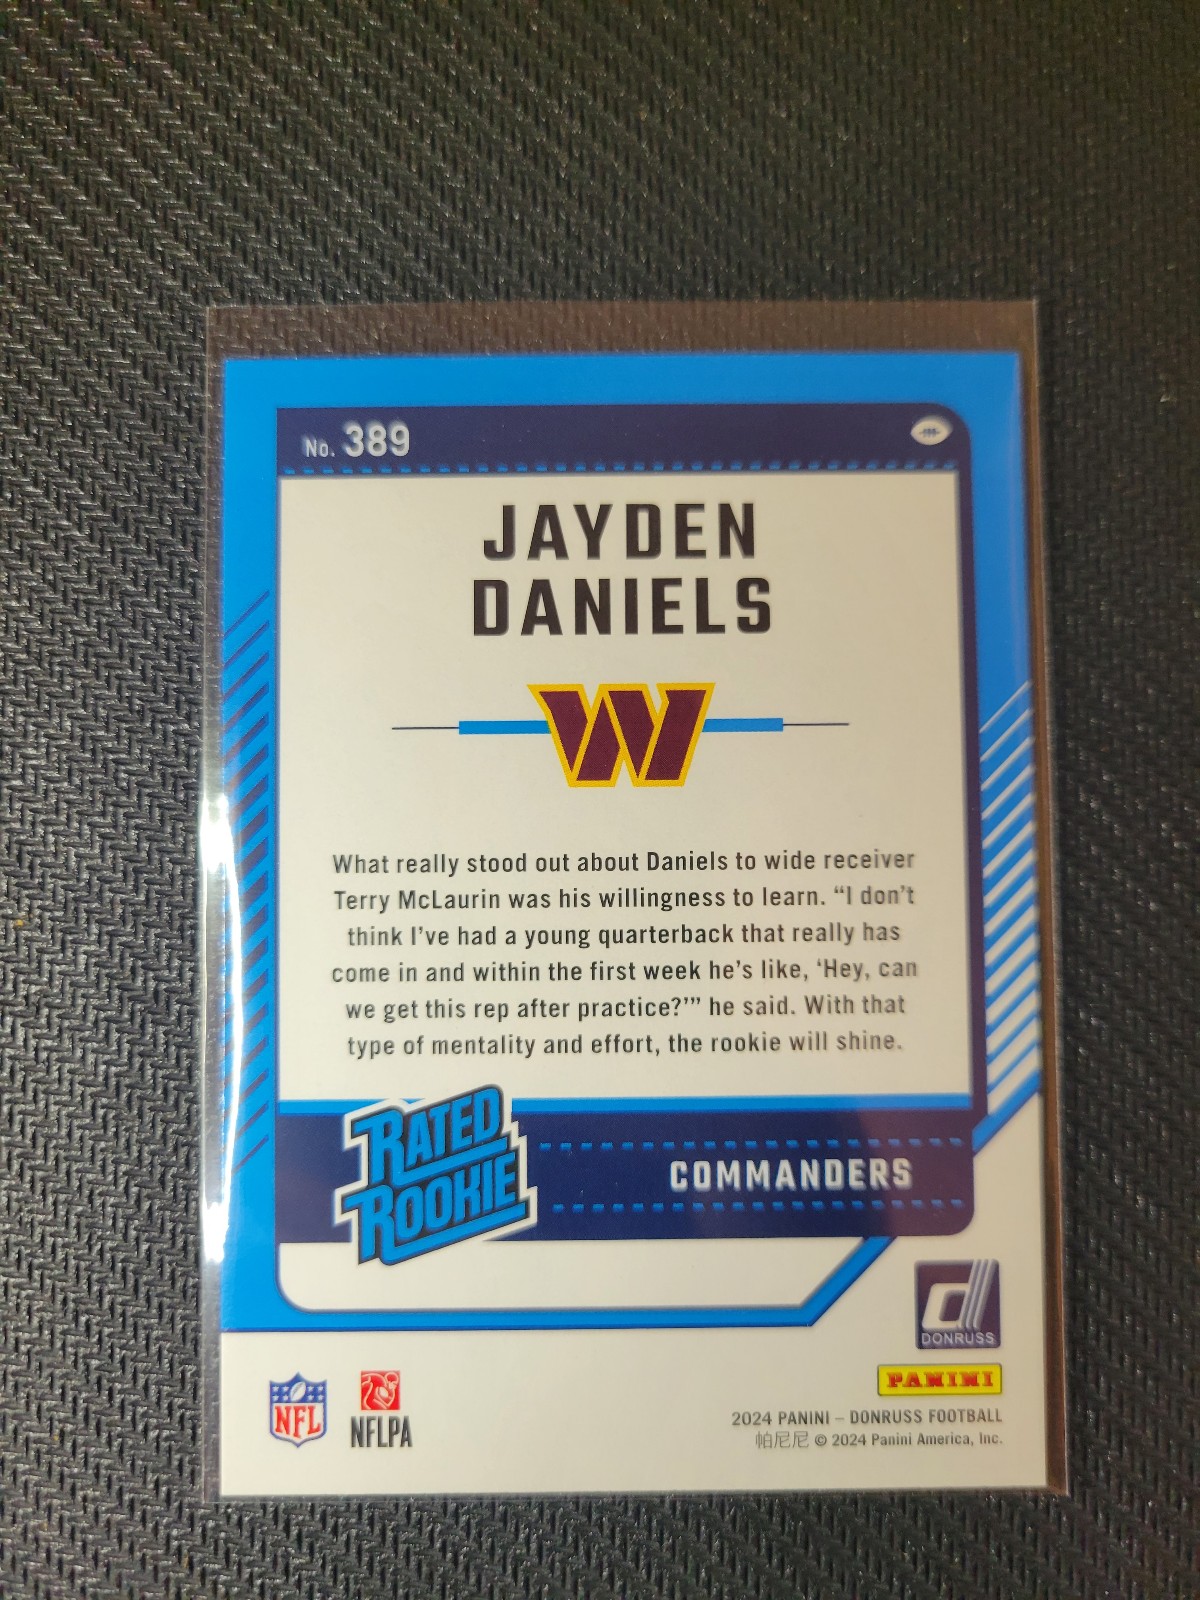 No. 389
JAYDEN
DANIELS
W
What really stood out about Daniels to wide receiver
Terry McLaurin was his willingness to learn. “I don’t
think I’ve had a young quarterback that really has
come in and within the first week he’s like, ‘Hey, can
we get this rep after practice?’” he said. With that
type of mentality and effort, the rookie will shine.
RATED
ROOKIE
COMMANDERS
d
DONRUSS
PANINI
NFL
NFLPA
2024 PANINI – DONRUSS FOOTBALL
帕尼尼 © 2024 Panini America, Inc.